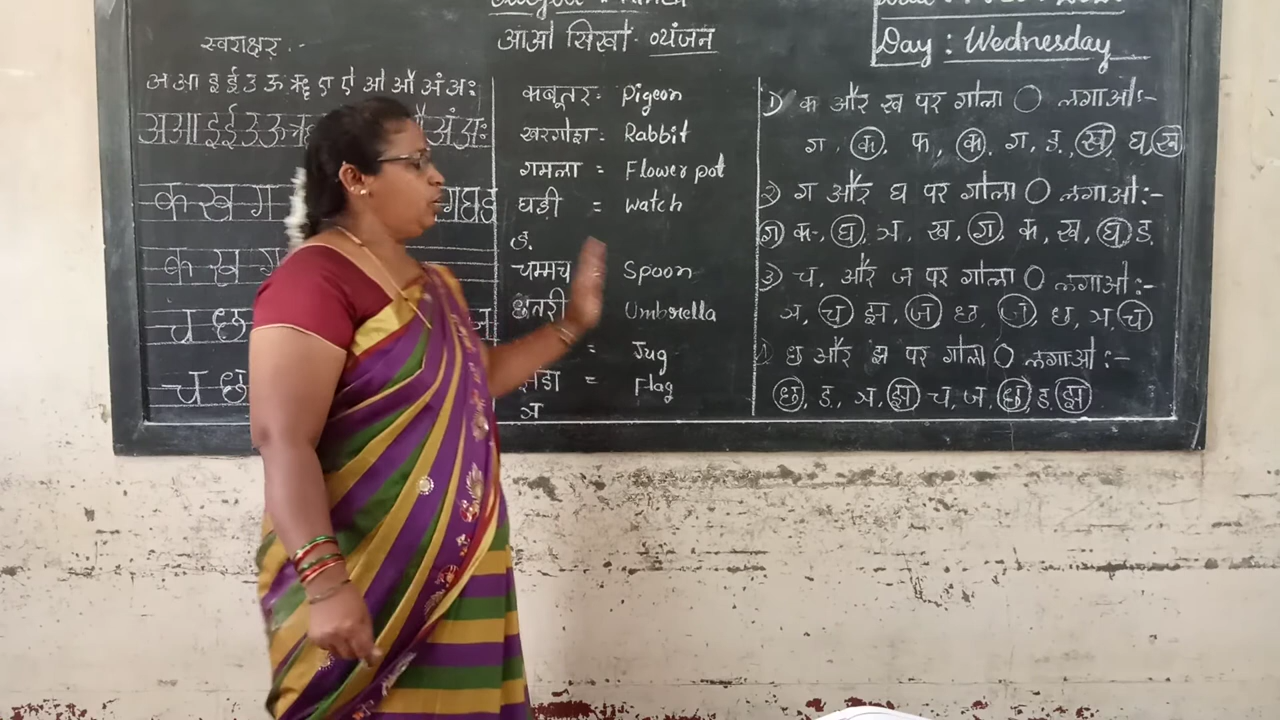 स्वराक्षर :-
अ आ इ ई उ ऊ ऋ ए ऐ ओ औ अं अः
अ आ इ ई उ ऊ ऋ अं अः
क ख ग ग घ ङ
क ख ग
च छ ज
च छ
आओ सिखो - व्यंजन
कबूतर = Pigeon
खरगोश = Rabbit
गमला = Flower pot
घड़ी = watch
ङ.
चम्मच = Spoon
छतरी Umbrella
= Jug
झंडा = Flag
ञ
Day : Wednesday
1) क और ख पर गोला ○ लगाओ:-
ग, क, फ, क, ग, ङ, ख, घ, ख
२) ग और घ पर गोला ○ लगाओ:-
ग, क, घ, ञ, ख, ग, क, ख, घ, ङ.
3) च, और ज पर गोला ○ लगाओ:-
ञ, च, झ, ज, छ, ज, छ, ञ, च
छ और झ पर गोला ○ लगाओ:-
छ, ङ, ञ, झ, च, ज, छ, ङ, झ